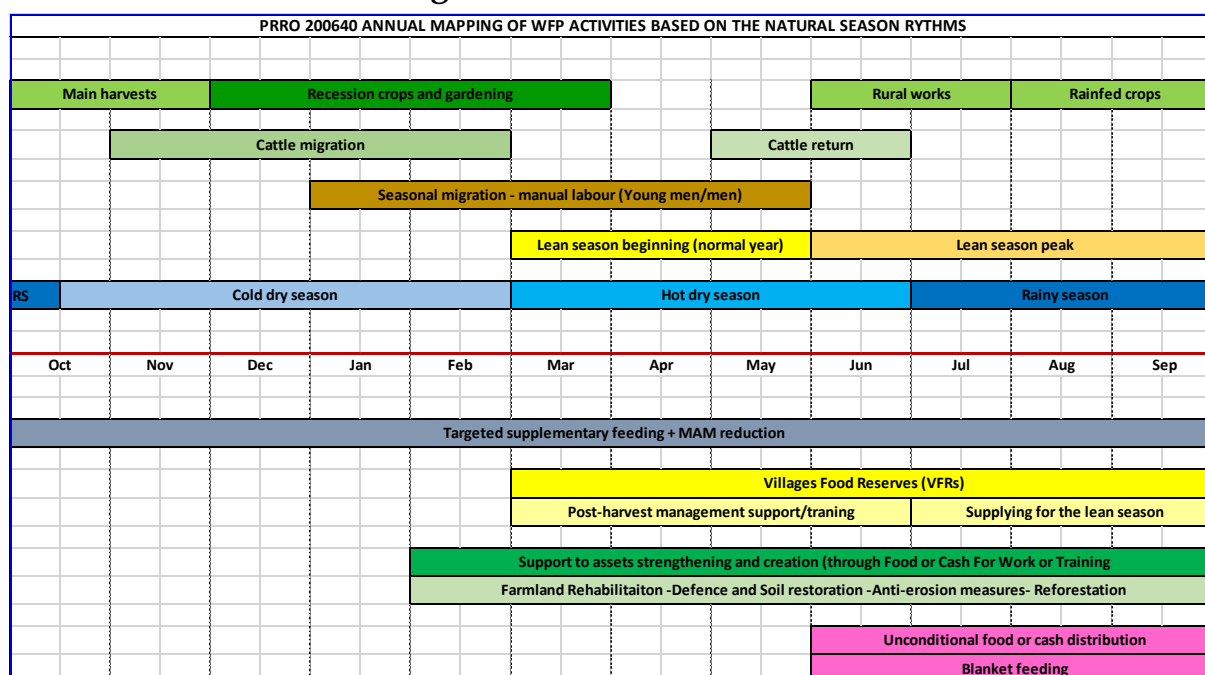 PRRO 200640 ANNUAL MAPPING OF WFP ACTIVITIES BASED ON THE NATURAL SEASON RYTHMS
Main harvests Recession crops and gardening Rural works Rainfed crops
Cattle migration Cattle return
Seasonal migration - manual labour (Young men/men)
Lean season beginning (normal year) Lean season peak
RS Cold dry season Hot dry season Rainy season
Oct Nov Dec Jan Feb Mar Apr May Jun Jul Aug Sep
Targeted supplementary feeding + MAM reduction
Villages Food Reserves (VFRs)
Post-harvest management support/traning Supplying for the lean season
Support to assets strengthening and creation (through Food or Cash For Work or Training
Farmland Rehabilitaiton -Defence and Soil restoration -Anti-erosion measures- Reforestation
Unconditional food or cash distribution
Blanket feeding